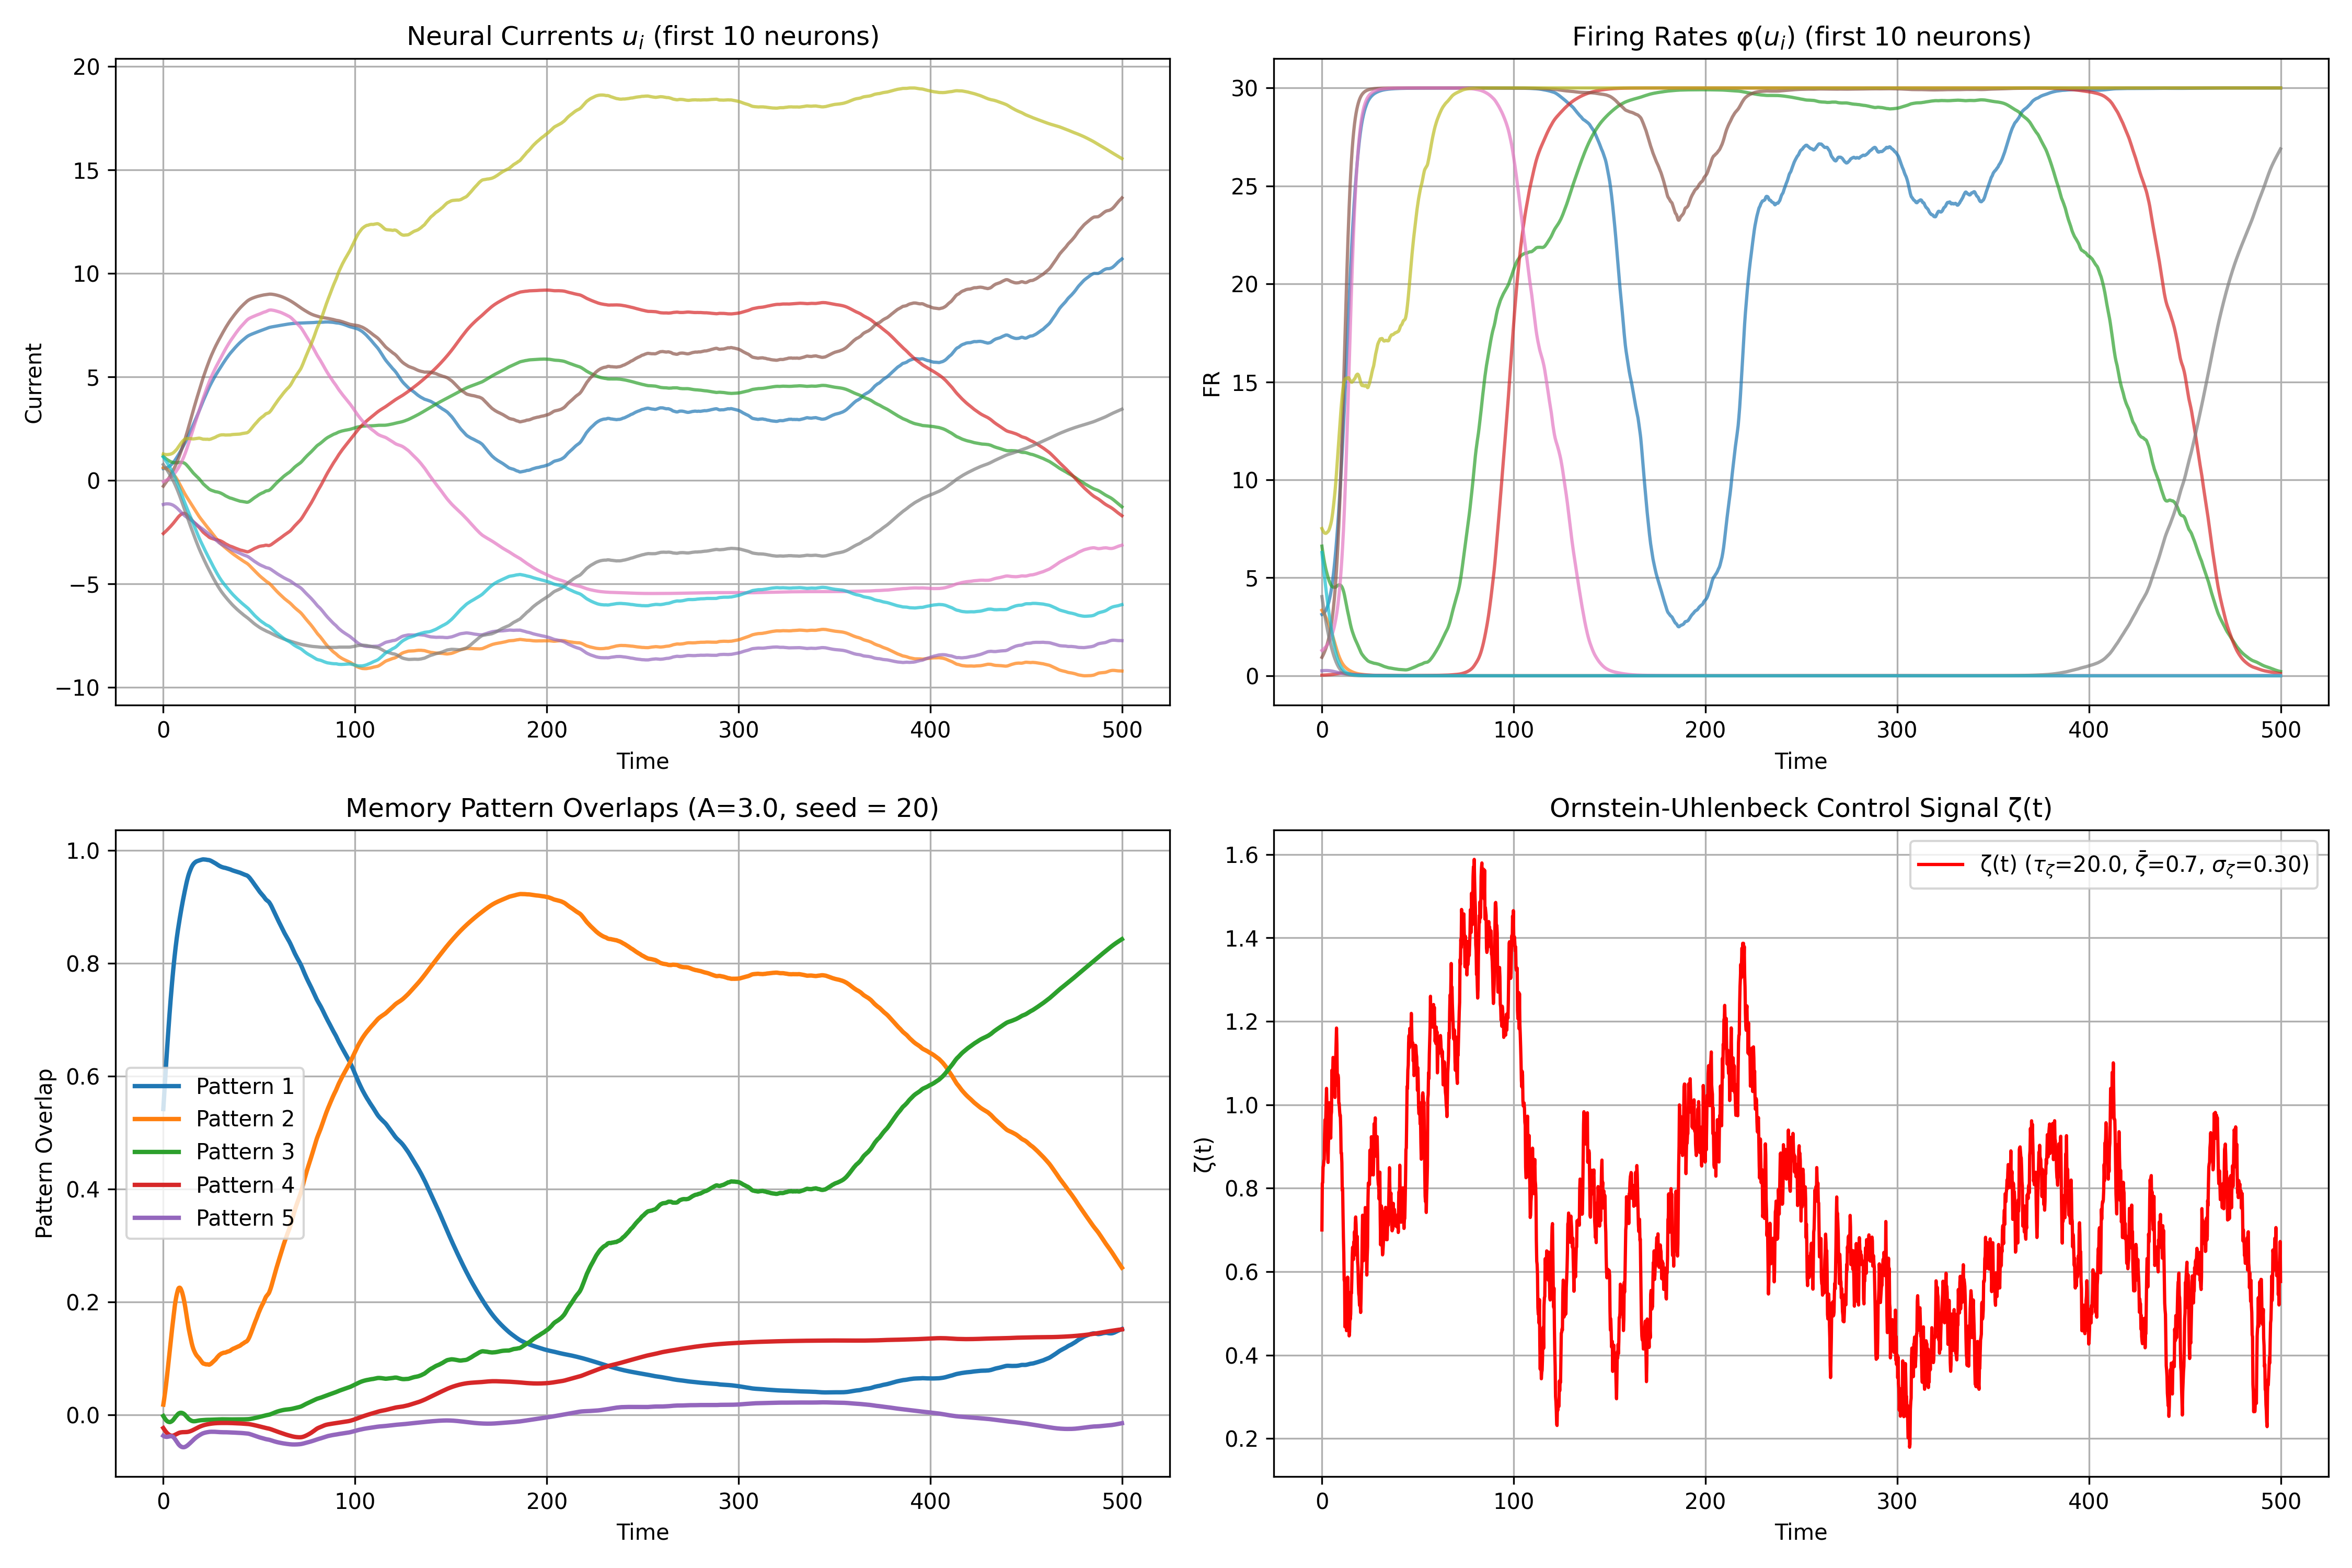 Neural Currents u_i (first 10 neurons)
20
15
10
5
0
−5
−10
Current
0 100 200 300 400 500
Time
Firing Rates φ(u_i) (first 10 neurons)
30
25
20
15
10
5
0
FR
0 100 200 300 400 500
Time
Memory Pattern Overlaps (A=3.0, seed = 20)
1.0
0.8
0.6
0.4
0.2
0.0
Pattern Overlap
Pattern 1
Pattern 2
Pattern 3
Pattern 4
Pattern 5
0 100 200 300 400 500
Time
Ornstein-Uhlenbeck Control Signal ζ(t)
1.6
1.4
1.2
1.0
0.8
0.6
0.4
0.2
ζ(t)
ζ(t) (τ_ζ=20.0, ζ̄=0.7, σ_ζ=0.30)
0 100 200 300 400 500
Time